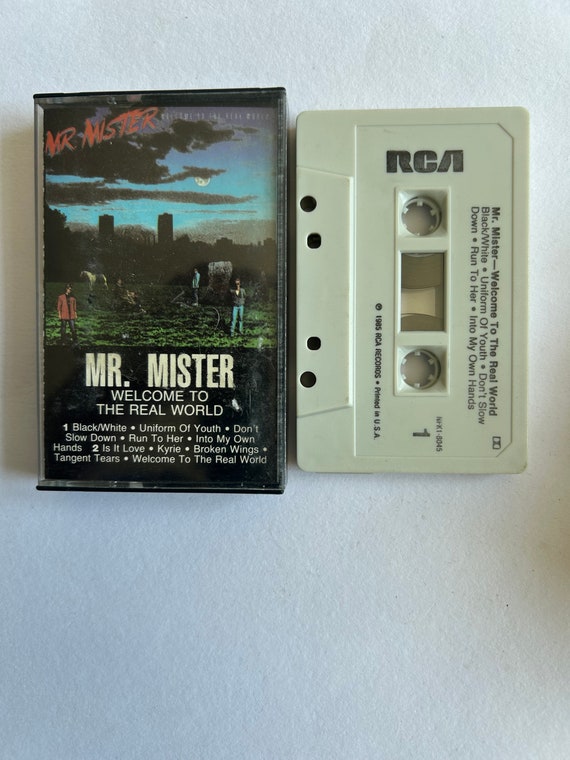 MR. MISTER WELCOME TO THE REAL WORLD
MR. MISTER
WELCOME TO
THE REAL WORLD
1 Black/White • Uniform Of Youth • Don't
Slow Down • Run To Her • Into My Own
Hands 2 Is It Love • Kyrie • Broken Wings •
Tangent Tears • Welcome To The Real World
RCA
Mr. Mister—Welcome To The Real World
Black/White • Uniform Of Youth • Don't Slow
Down • Run To Her • Into My Own Hands
℗ 1985 RCA RECORDS • Printed in U.S.A.
1